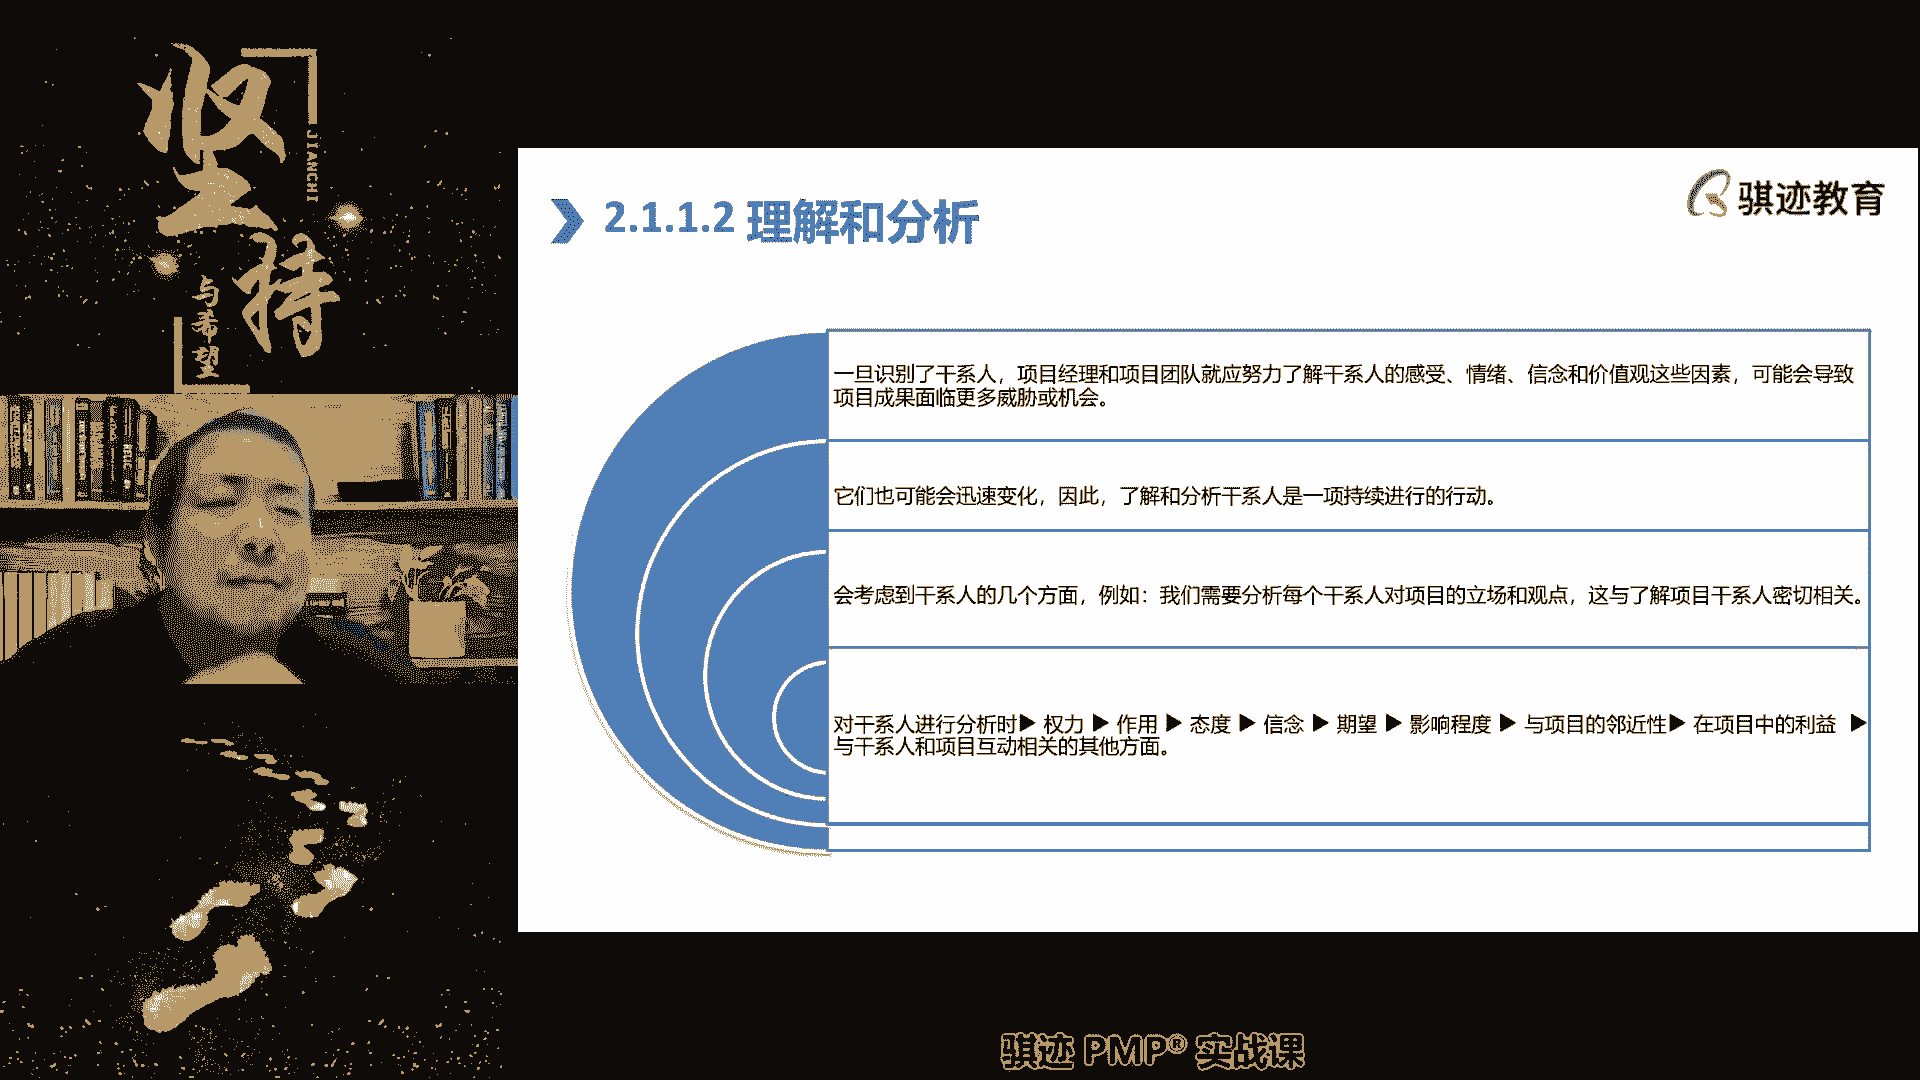 坚持
JIANCHI
与希望
骐迹教育
2.1.1.2 理解和分析
一旦识别了干系人，项目经理和项目团队就应努力了解干系人的感受、情绪、信念和价值观这些因素，可能会导致
项目成果面临更多威胁或机会。
它们也可能会迅速变化，因此，了解和分析干系人是一项持续进行的行动。
会考虑到干系人的几个方面，例如：我们需要分析每个干系人对项目的立场和观点，这与了解项目干系人密切相关。
对干系人进行分析时▶ 权力 ▶ 作用 ▶ 态度 ▶ 信念 ▶ 期望 ▶ 影响程度 ▶ 与项目的邻近性▶ 在项目中的利益 ▶
与干系人和项目互动相关的其他方面。
骐迹 PMP® 实战课